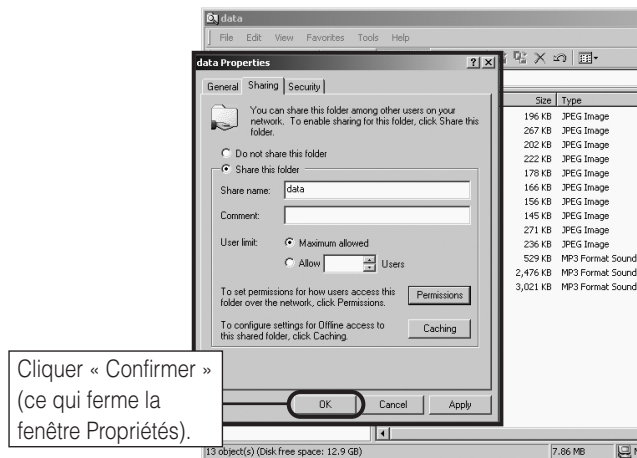 data
File Edit View Favorites Tools Help
data Properties
General Sharing Security
You can share this folder among other users on your
network. To enable sharing for this folder, click Share this
folder.
Do not share this folder
Share this folder
Share name: data
Comment:
User limit: Maximum allowed
Allow Users
To set permissions for how users access this
folder over the network, click Permissions.
Permissions
To configure settings for Offline access to
this shared folder, click Caching.
Caching
OK Cancel Apply
Size Type
196 KB JPEG Image
267 KB JPEG Image
202 KB JPEG Image
222 KB JPEG Image
178 KB JPEG Image
166 KB JPEG Image
156 KB JPEG Image
145 KB JPEG Image
271 KB JPEG Image
236 KB JPEG Image
529 KB MP3 Format Sound
2,476 KB MP3 Format Sound
3,021 KB MP3 Format Sound
13 object(s) (Disk free space: 12.9 GB)
7.86 MB
Cliquer « Confirmer »
(ce qui ferme la
fenêtre Propriétés).